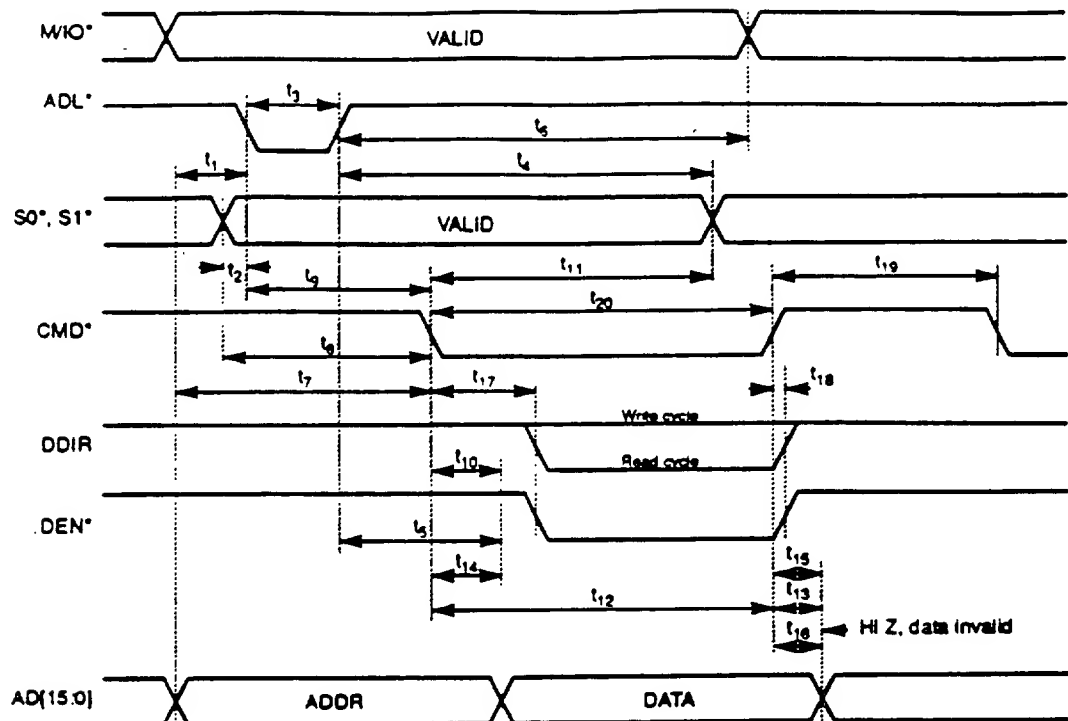 M/IO*
VALID
ADL*
t3
t6
t1
t4
S0*, S1*
VALID
t2
t11
t19
t9
t20
CMD*
t8
t7
t17
t18
Write cycle
DDIR
t10
Read cycle
DEN*
t5
t14
t15
t12
t13
t16
HI Z, data invalid
AD[15:0]
ADDR
DATA